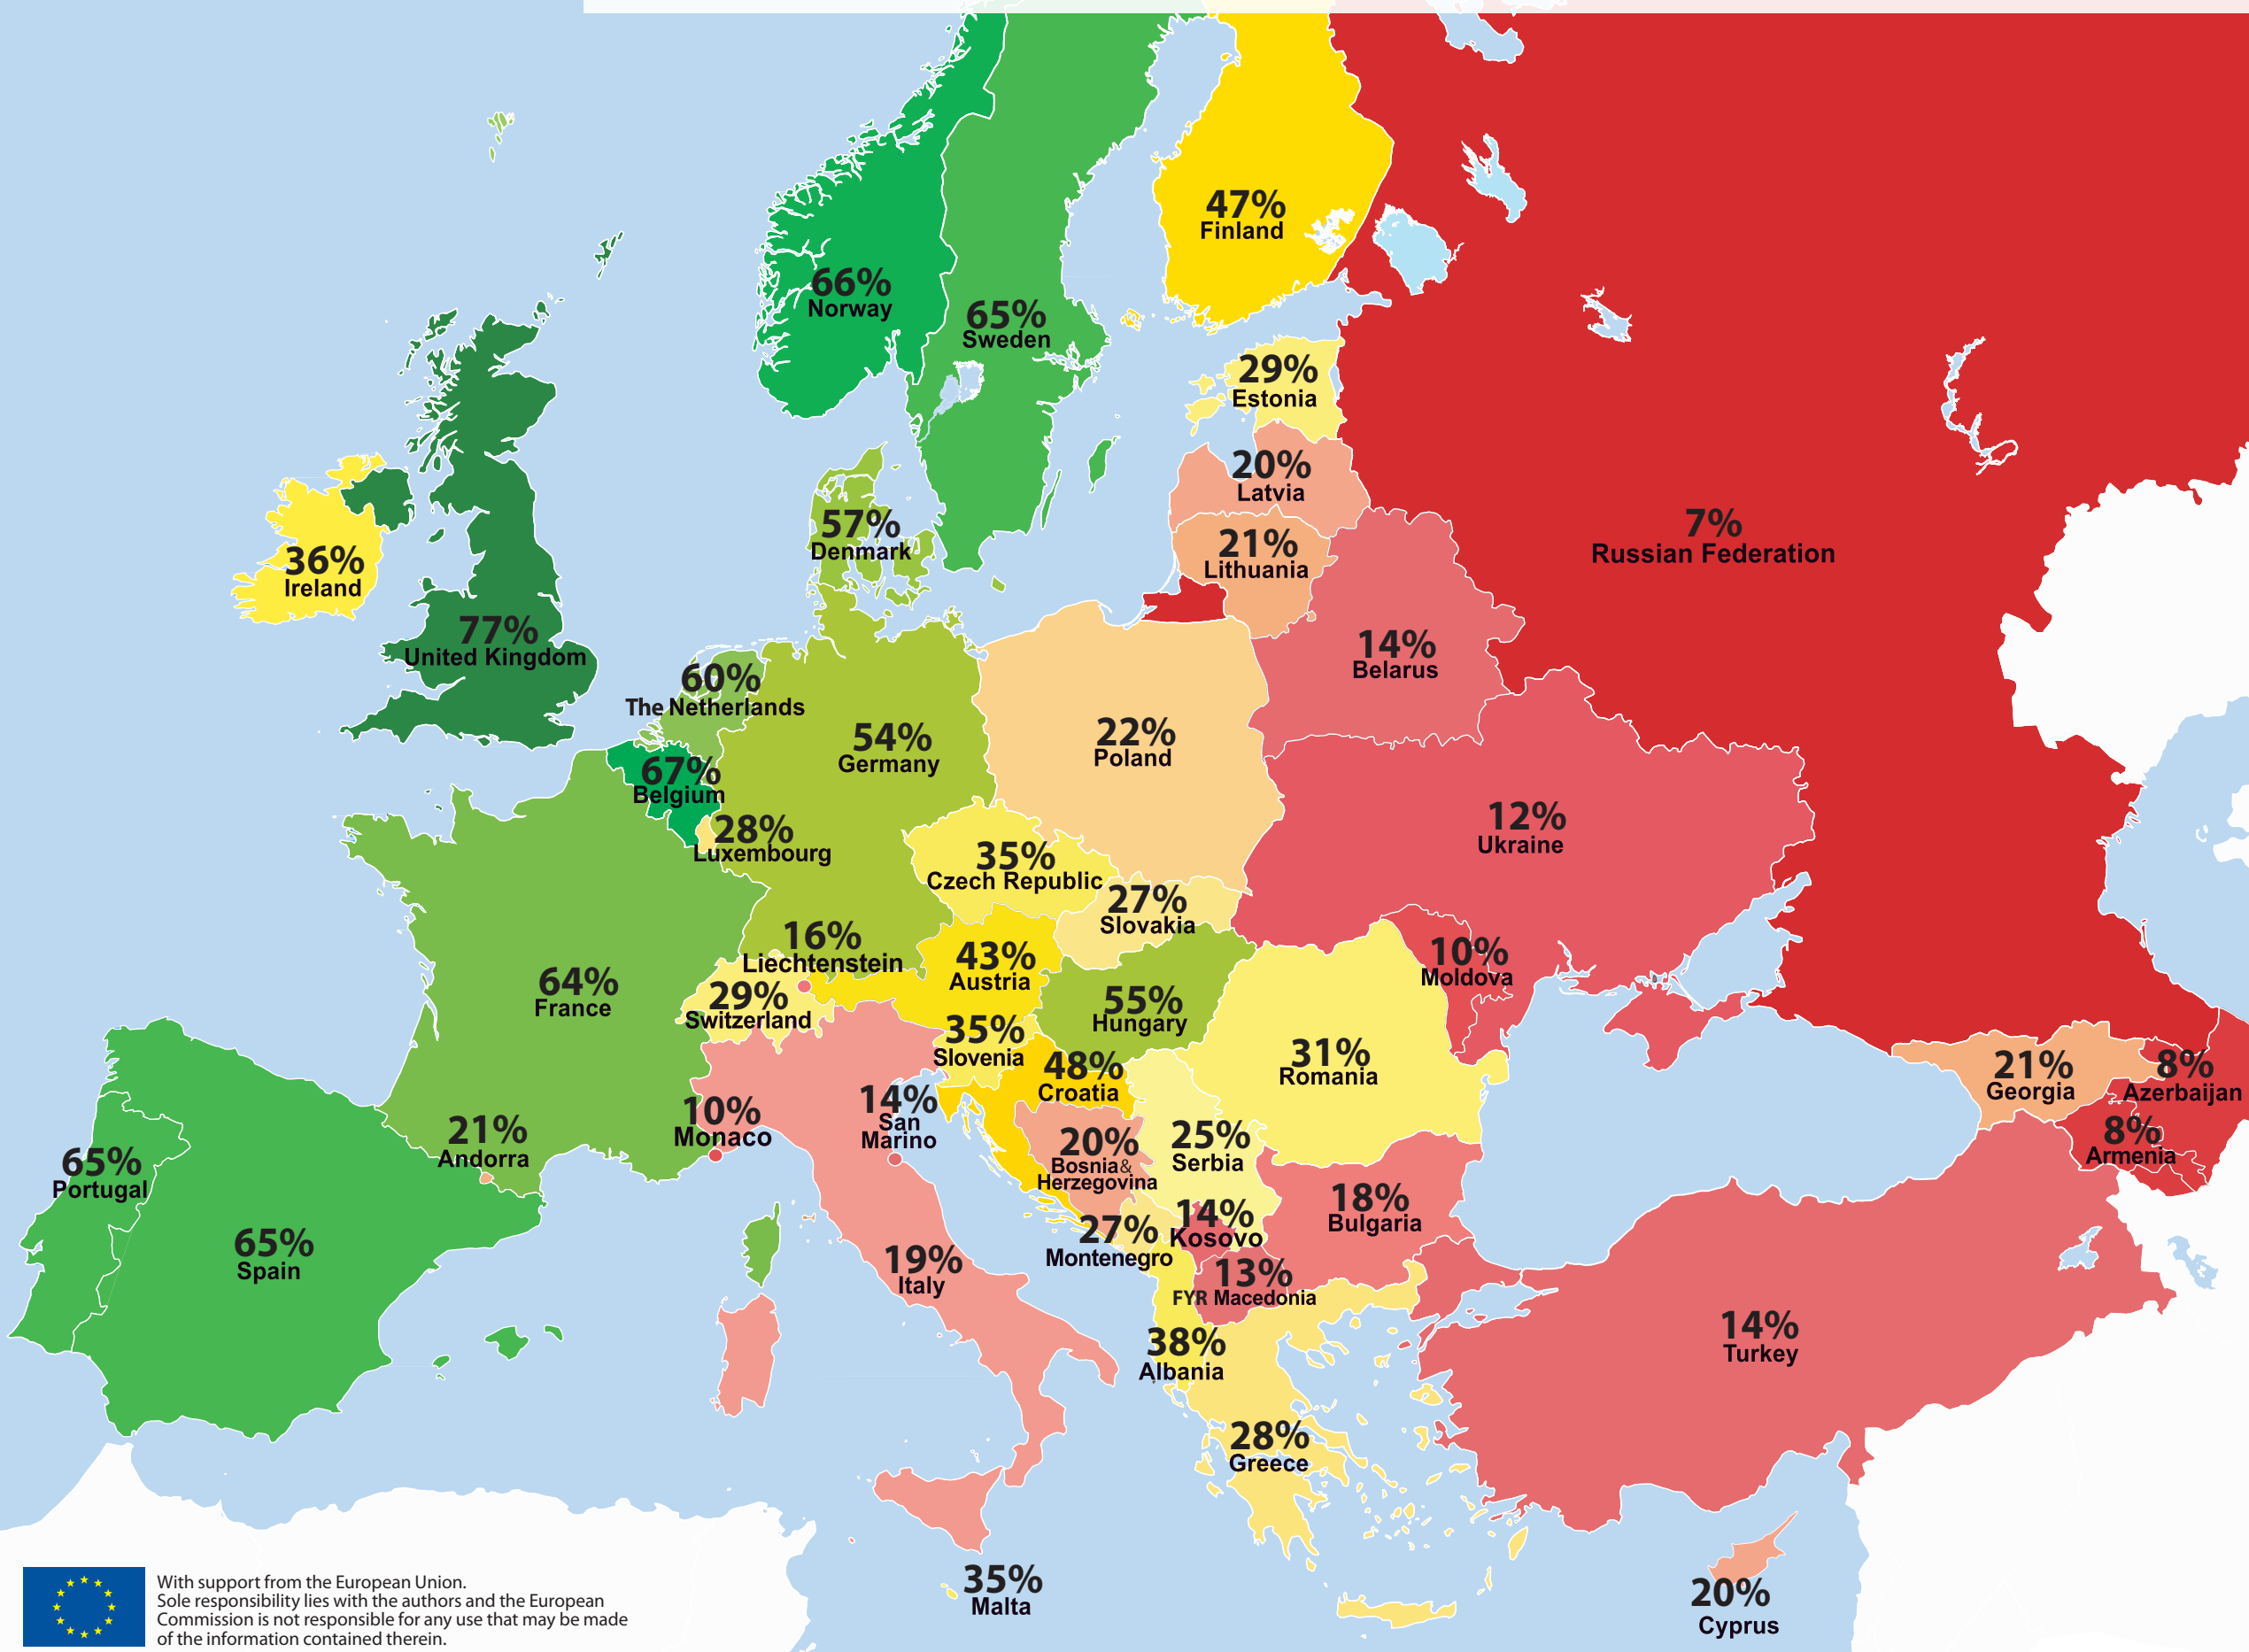 47%
Finland
66%
Norway
65%
Sweden
29%
Estonia
20%
Latvia
57%
Denmark
21%
Lithuania
7%
Russian Federation
36%
Ireland
77%
United Kingdom
14%
Belarus
60%
The Netherlands
54%
Germany
22%
Poland
67%
Belgium
28%
Luxembourg
12%
Ukraine
35%
Czech Republic
27%
Slovakia
16%
Liechtenstein
43%
Austria
10%
Moldova
64%
France
29%
Switzerland
55%
Hungary
35%
Slovenia
48%
Croatia
31%
Romania
21%
Georgia
8%
Azerbaijan
10%
Monaco
14%
San
Marino
21%
Andorra
20%
Bosnia&
Herzegovina
25%
Serbia
8%
Armenia
65%
Portugal
18%
Bulgaria
14%
Kosovo
27%
Montenegro
65%
Spain
19%
Italy
13%
FYR Macedonia
14%
Turkey
38%
Albania
28%
Greece
35%
Malta
20%
Cyprus
With support from the European Union.
Sole responsibility lies with the authors and the European
Commission is not responsible for any use that may be made
of the information contained therein.